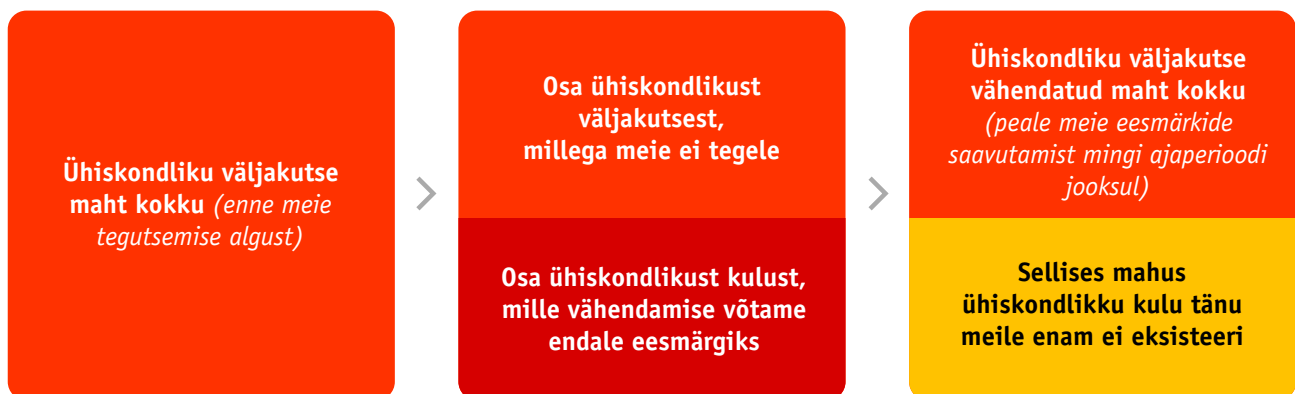 Ühiskondliku väljakutse
maht kokku (enne meie
tegutsemise algust)
Osa ühiskondlikust
väljakutsest,
millega meie ei tegele
Osa ühiskondlikust kulust,
mille vähendamise võtame
endale eesmärgiks
Ühiskondliku väljakutse
vähendatud maht kokku
(peale meie eesmärkide
saavutamist mingi ajaperioodi
jooksul)
Sellises mahus
ühiskondlikku kulu tänu
meile enam ei eksisteeri